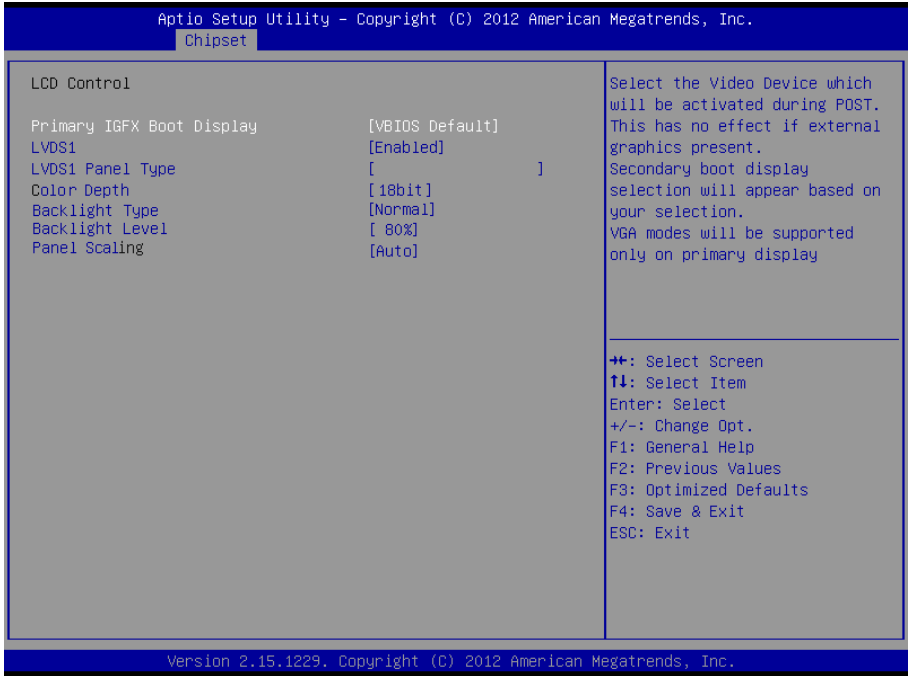 Aptio Setup Utility – Copyright (C) 2012 American Megatrends, Inc.
Chipset
LCD Control
Primary IGFX Boot Display [VBIOS Default]
LVDS1 [Enabled]
LVDS1 Panel Type [ ]
Color Depth [18bit]
Backlight Type [Normal]
Backlight Level [ 80%]
Panel Scaling [Auto]
Select the Video Device which
will be activated during POST.
This has no effect if external
graphics present.
Secondary boot display
selection will appear based on
your selection.
VGA modes will be supported
only on primary display
→←: Select Screen
↑↓: Select Item
Enter: Select
+/-: Change Opt.
F1: General Help
F2: Previous Values
F3: Optimized Defaults
F4: Save & Exit
ESC: Exit
Version 2.15.1229. Copyright (C) 2012 American Megatrends, Inc.